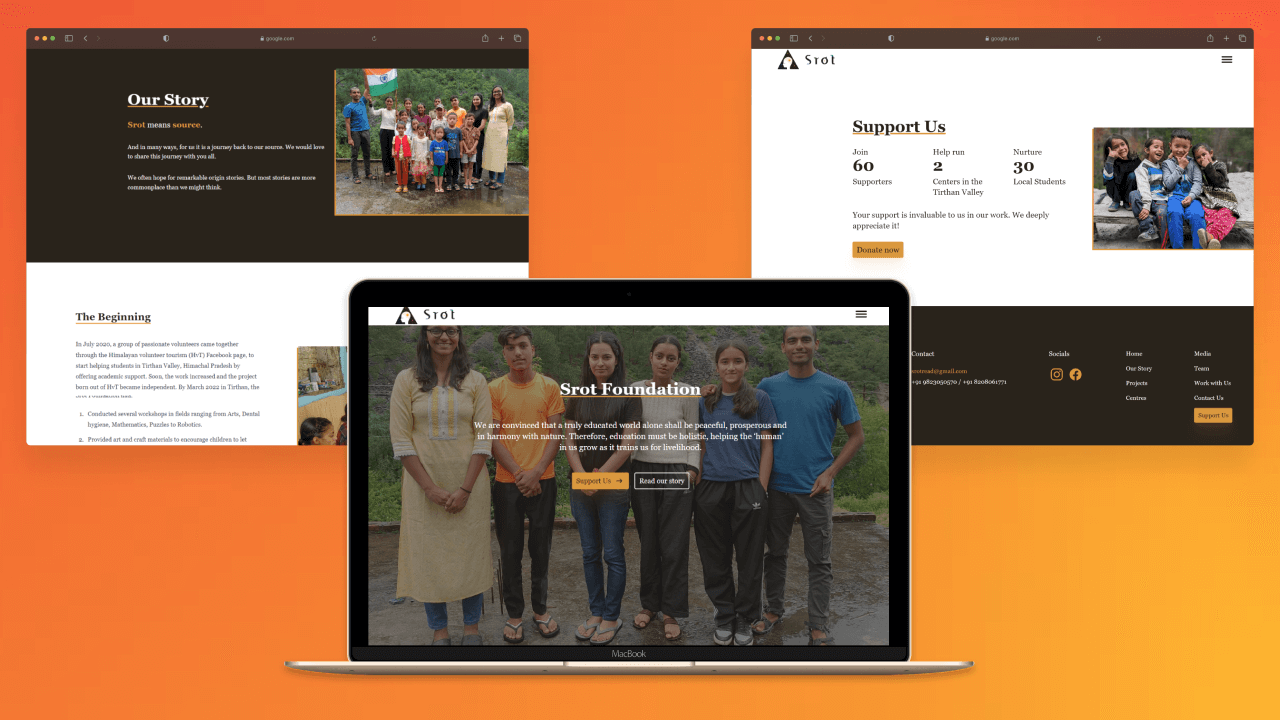 google.com
Our Story
Srot means source.
And in many ways, for us it is a journey back to our source. We would love
to share this journey with you all.
We often hope for remarkable origin stories. But most stories are more
commonplace than we might think.
The Beginning
In July 2020, a group of passionate volunteers came together
through the Himalayan volunteer tourism (HvT) Facebook page, to
start helping students in Tirthan Valley, Himachal Pradesh by
offering academic support. Soon, the work increased and the project
born out of HvT became independent. By March 2022 in Tirthan, the
1. Conducted several workshops in fields ranging from Arts, Dental
hygiene, Mathematics, Puzzles to Robotics.
2. Provided art and craft materials to encourage children to let
google.com
Srot
Support Us
Join
60
Supporters
Help run
2
Centers in the
Tirthan Valley
Nurture
30
Local Students
Your support is invaluable to us in our work. We deeply
appreciate it!
Donate now
Contact
srotread@gmail.com
+91 9823050570 / +91 8208061771
Socials
Home
Our Story
Projects
Centres
Media
Team
Work with Us
Contact Us
Support Us
Srot
Srot Foundation
We are convinced that a truly educated world alone shall be peaceful, prosperous and
in harmony with nature. Therefore, education must be holistic, helping the 'human'
in us grow as it trains us for livelihood.
Support Us →
Read our story
MacBook